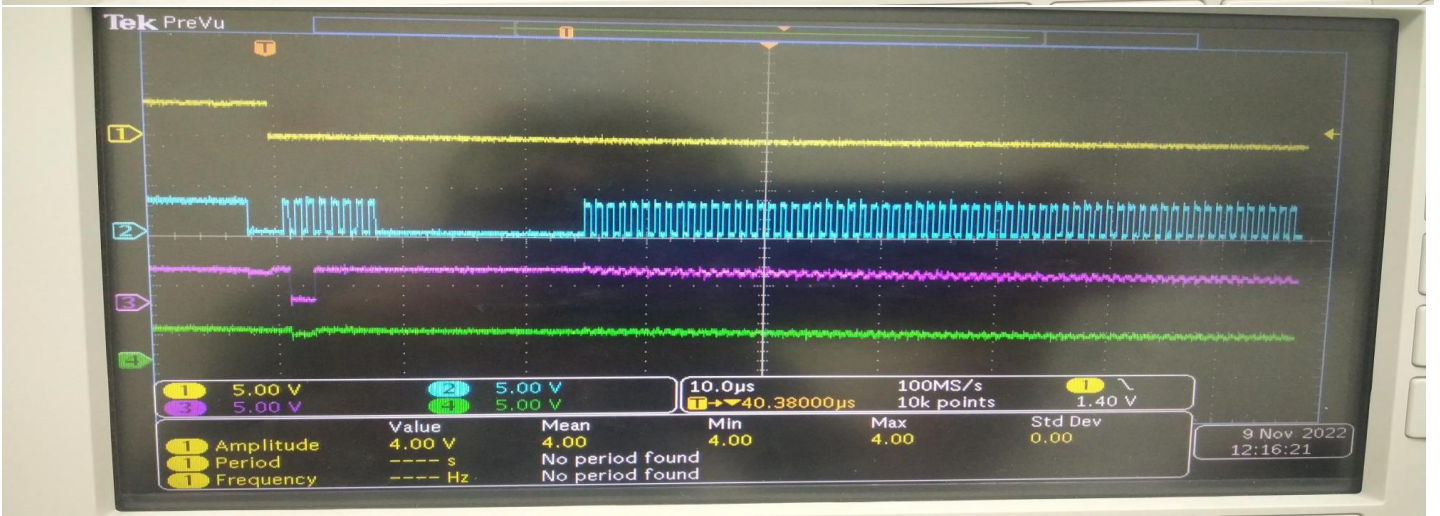 Tek PreVu
T
T
1
2
3
4
1 5.00 V 2 5.00 V
3 5.00 V 4 5.00 V
10.0µs 100MS/s 1
T→▼40.38000µs 10k points 1.40 V
Value Mean Min Max Std Dev
1 Amplitude 4.00 V 4.00 4.00 4.00 0.00
1 Period ---- s No period found
1 Frequency ---- Hz No period found
9 Nov 2022
12:16:21